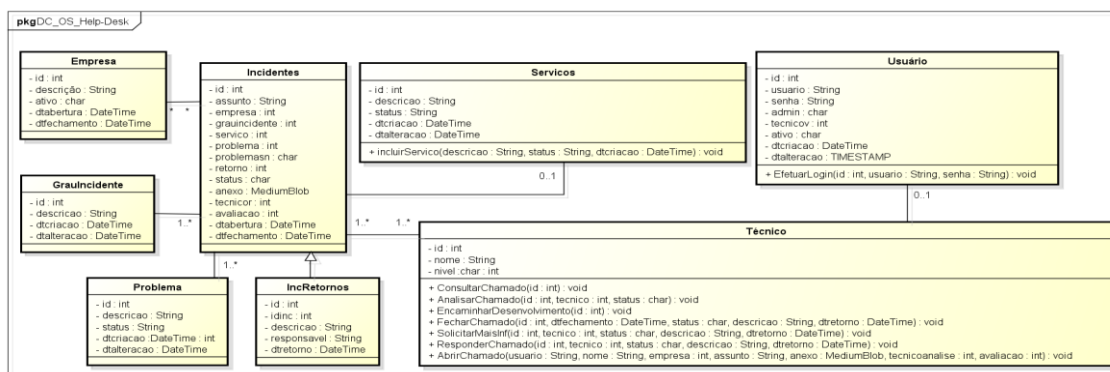 pkg DC_OS_Help-Desk
Empresa
- id : int
- descrição : String
- ativo : char
- dtabertura : DateTime
- dtfechamento : DateTime
* *
Incidentes
- id : int
- assunto : String
- empresa : int
- grauincidente : int
- servico : int
- problema : int
- problemasn : char
- retorno : int
- status : char
- anexo : MediumBlob
- tecnicor : int
- avaliacao : int
- dtabertura : DateTime
- dtfechamento : DateTime
Servicos
- id : int
- descricao : String
- status : String
- dtcriacao : DateTime
- dtalteracao : DateTime
+ incluirServico(descricao : String, status : String, dtcriacao : DateTime) : void
0..1
Usuário
- id : int
- usuario : String
- senha : String
- admin : char
- tecnicov : int
- ativo : char
- dtcriacao : DateTime
- dtalteracao : TIMESTAMP
+ EfetuarLogin(id : int, usuario : String, senha : String) : void
0..1
GrauIncidente
- id : int
- descricao : String
- dtcriacao : DateTime
- dtalteracao : DateTime
1..*
1..* 1..*
Técnico
- id : int
- nome : String
- nivel :char : int
+ ConsultarChamado(id : int) : void
+ AnalisarChamado(id : int, tecnico : int, status : char) : void
+ EncaminharDesenvolvimento(id : int) : void
+ FecharChamado(id : int, dtfechamento : DateTime, status : char, descricao : String, dtretorno : DateTime) : void
+ SolicitarMaisInf(id : int, tecnico : int, status : char, descricao : String, dtretorno : DateTime) : void
+ ResponderChamado(id : int, tecnico : int, status : char, descricao : String, dtretorno : DateTime) : void
+ AbrirChamado(usuario : String, nome : String, empresa : int, assunto : String, anexo : MediumBlob, tecnicoanalise : int, avaliacao : int) : void
1..*
Problema
- id : int
- descricao : String
- status : String
- dtcriacao :DateTime : int
- dtalteracao : DateTime
IncRetornos
- id : int
- idinc : int
- descricao : String
- responsavel : String
- dtretorno : DateTime